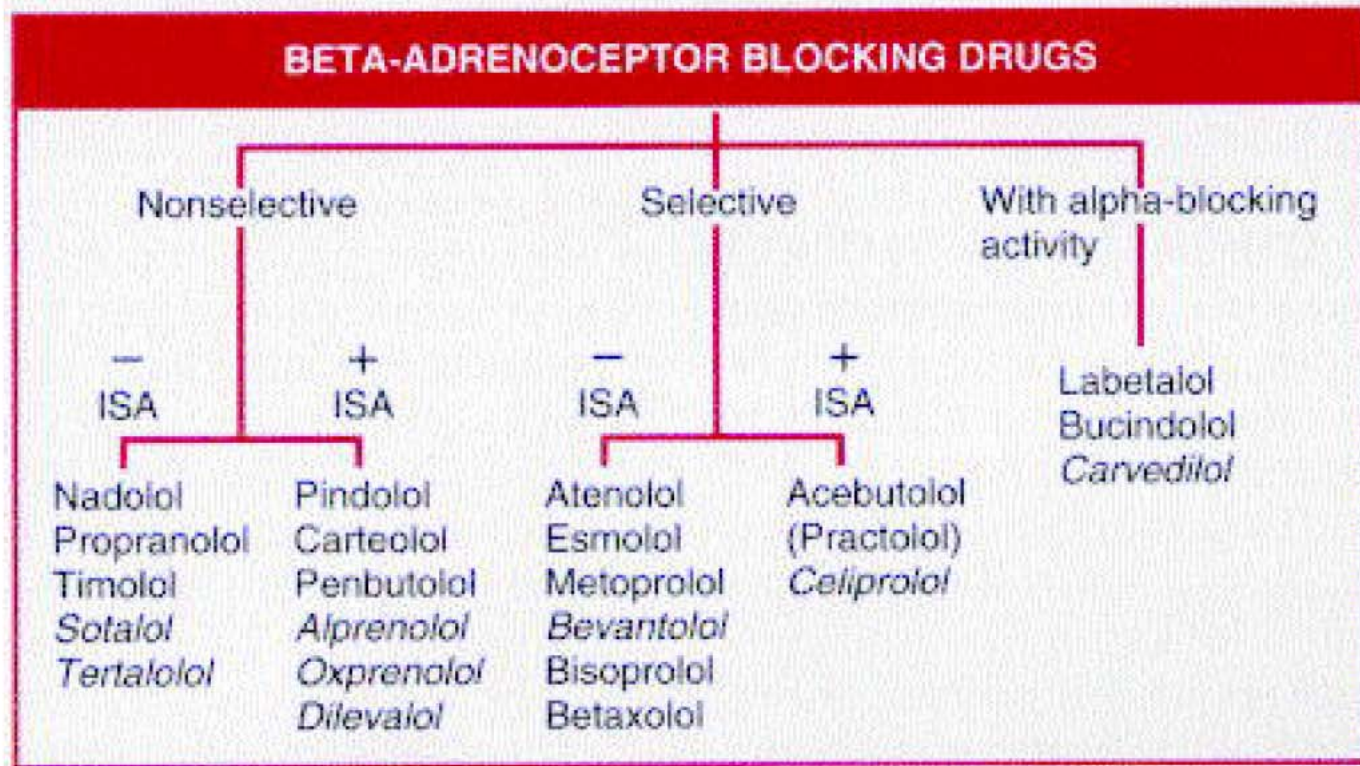 BETA-ADRENOCEPTOR BLOCKING DRUGS
Nonselective
Selective
With alpha-blocking
activity
−
ISA
+
ISA
−
ISA
+
ISA
Nadolol
Propranolol
Timolol
Sotalol
Tertalolol
Pindolol
Carteolol
Penbutolol
Alprenolol
Oxprenolol
Dilevalol
Atenolol
Esmolol
Metoprolol
Bevantolol
Bisoprolol
Betaxolol
Acebutolol
(Practolol)
Celiprolol
Labetalol
Bucindolol
Carvedilol